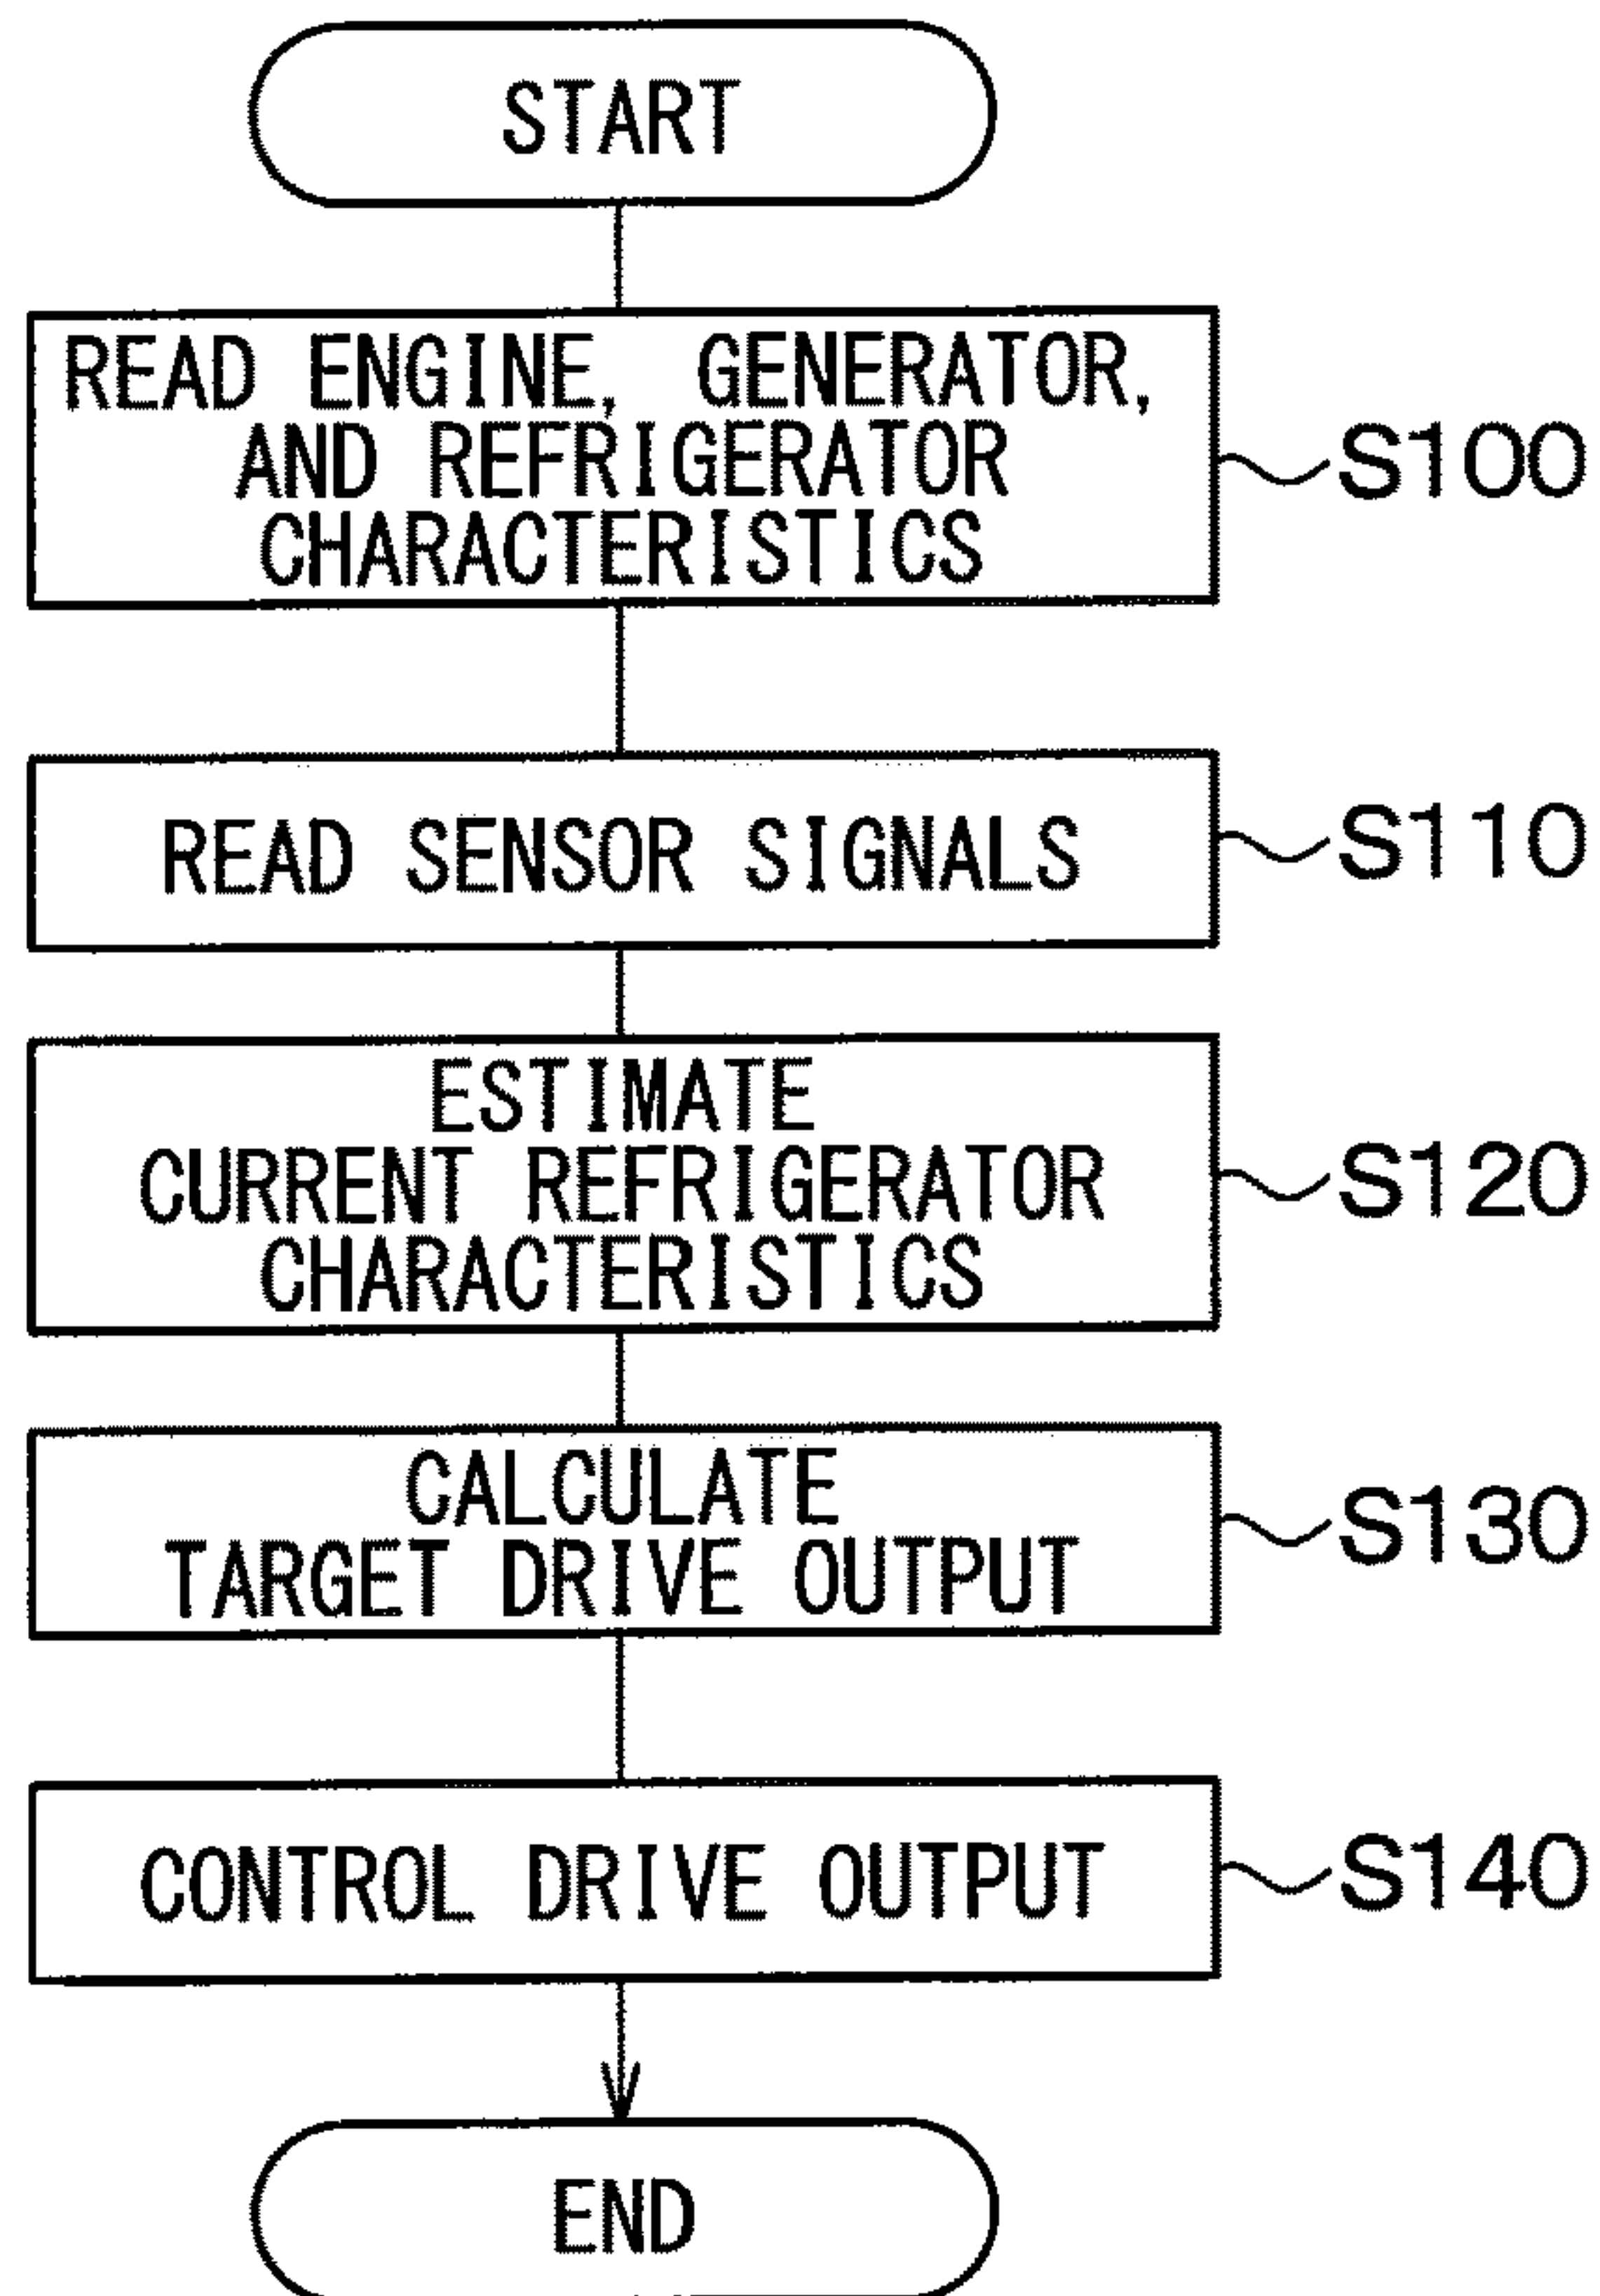 START
READ ENGINE, GENERATOR,
AND REFRIGERATOR
CHARACTERISTICS
S100
READ SENSOR SIGNALS
S110
ESTIMATE
CURRENT REFRIGERATOR
CHARACTERISTICS
S120
CALCULATE
TARGET DRIVE OUTPUT
S130
CONTROL DRIVE OUTPUT
S140
END